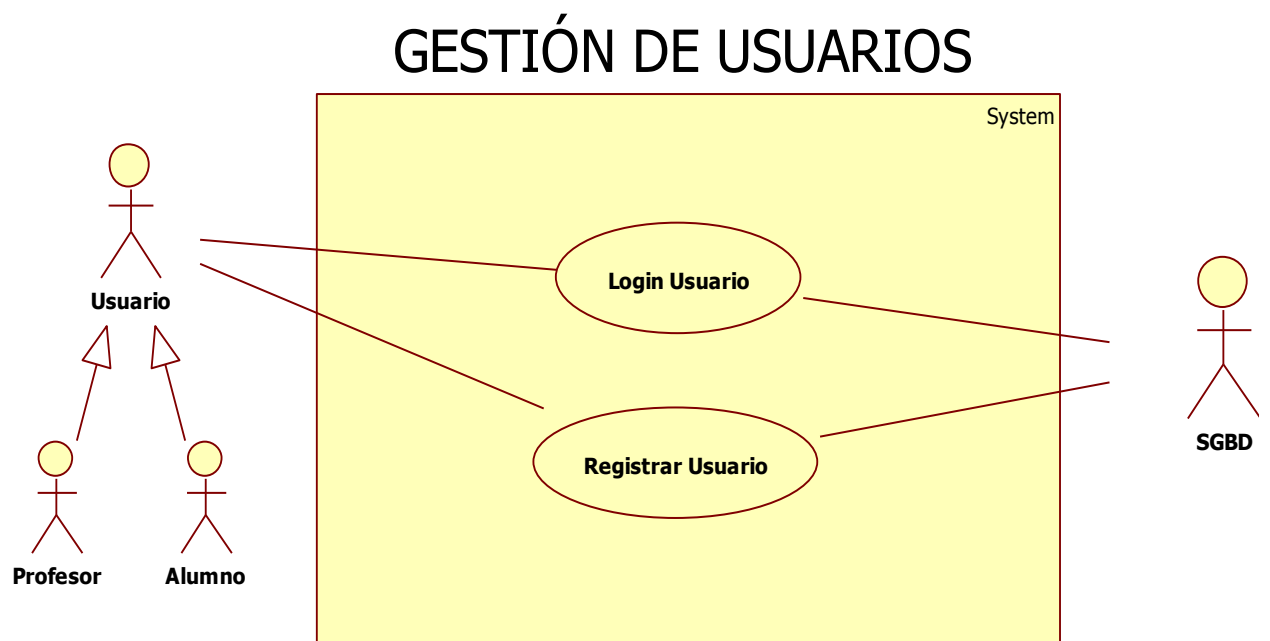 GESTIÓN DE USUARIOS
System
Usuario
Login Usuario
Registrar Usuario
SGBD
Profesor
Alumno